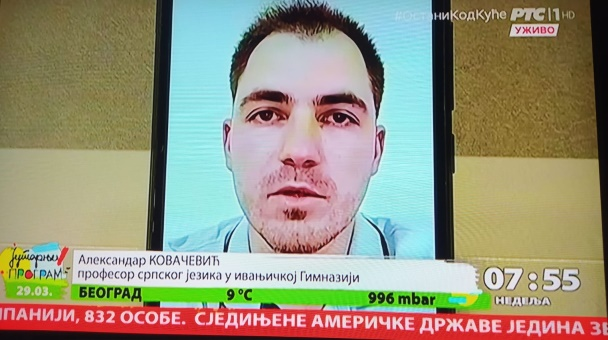 #ОстаниКодКуће РТС|1 HD
УЖИВО
Јутарњи
ПРОГРАМ
29.03.
Александар КОВАЧЕВИЋ
професор српског језика у ивањичкој Гимназији
БЕОГРАД 9 °C 996 mbar
07:55
НЕДЕЉА
ПАНИЈИ, 832 ОСОБЕ. СЈЕДИЊЕНЕ АМЕРИЧКЕ ДРЖАВЕ ЈЕДИНА ЗЕ